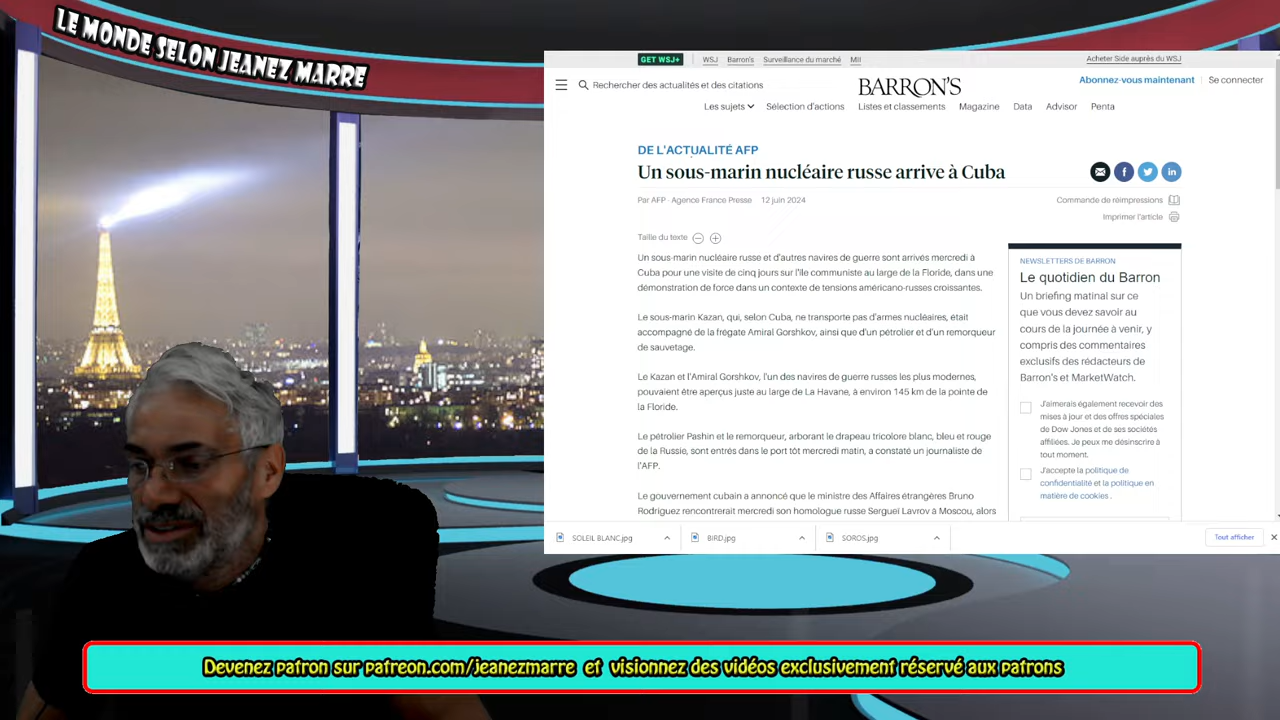 LE MONDE SELON JEANEZ MARRE
GET WSJ+ WSJ Barron's Surveillance du marché MiI Acheter Side auprès du WSJ
Rechercher des actualités et des citations BARRON'S Abonnez-vous maintenant Se connecter
Les sujets Sélection d'actions Listes et classements Magazine Data Advisor Penta
DE L'ACTUALITÉ AFP
Un sous-marin nucléaire russe arrive à Cuba
Par AFP - Agence France Presse 12 juin 2024
Commande de réimpressions
Imprimer l'article
Taille du texte
Un sous-marin nucléaire russe et d'autres navires de guerre sont arrivés mercredi à
Cuba pour une visite de cinq jours sur l'île communiste au large de la Floride, dans une
démonstration de force dans un contexte de tensions américano-russes croissantes.
Le sous-marin Kazan, qui, selon Cuba, ne transporte pas d'armes nucléaires, était
accompagné de la frégate Amiral Gorshkov, ainsi que d'un pétrolier et d'un remorqueur
de sauvetage.
Le Kazan et l'Amiral Gorshkov, l'un des navires de guerre russes les plus modernes,
pouvaient être aperçus juste au large de La Havane, à environ 145 km de la pointe de
la Floride.
Le pétrolier Pashin et le remorqueur, arborant le drapeau tricolore blanc, bleu et rouge
de la Russie, sont entrés dans le port tôt mercredi matin, a constaté un journaliste de
l'AFP.
Le gouvernement cubain a annoncé que le ministre des Affaires étrangères Bruno
Rodriguez rencontrerait mercredi son homologue russe Sergueï Lavrov à Moscou, alors
NEWSLETTERS DE BARRON
Le quotidien du Barron
Un briefing matinal sur ce
que vous devez savoir au
cours de la journée à venir, y
compris des commentaires
exclusifs des rédacteurs de
Barron's et MarketWatch.
J'aimerais également recevoir des
mises à jour et des offres spéciales
de Dow Jones et de ses sociétés
affiliées. Je peux me désinscrire à
tout moment.
J'accepte la politique de
confidentialité et la politique en
matière de cookies .
SOLEIL BLANC.jpg BIRD.jpg SOROS.jpg Tout afficher
Devenez patron sur patreon.com/jeanezmarre et visionnez des vidéos exclusivement réservé aux patrons